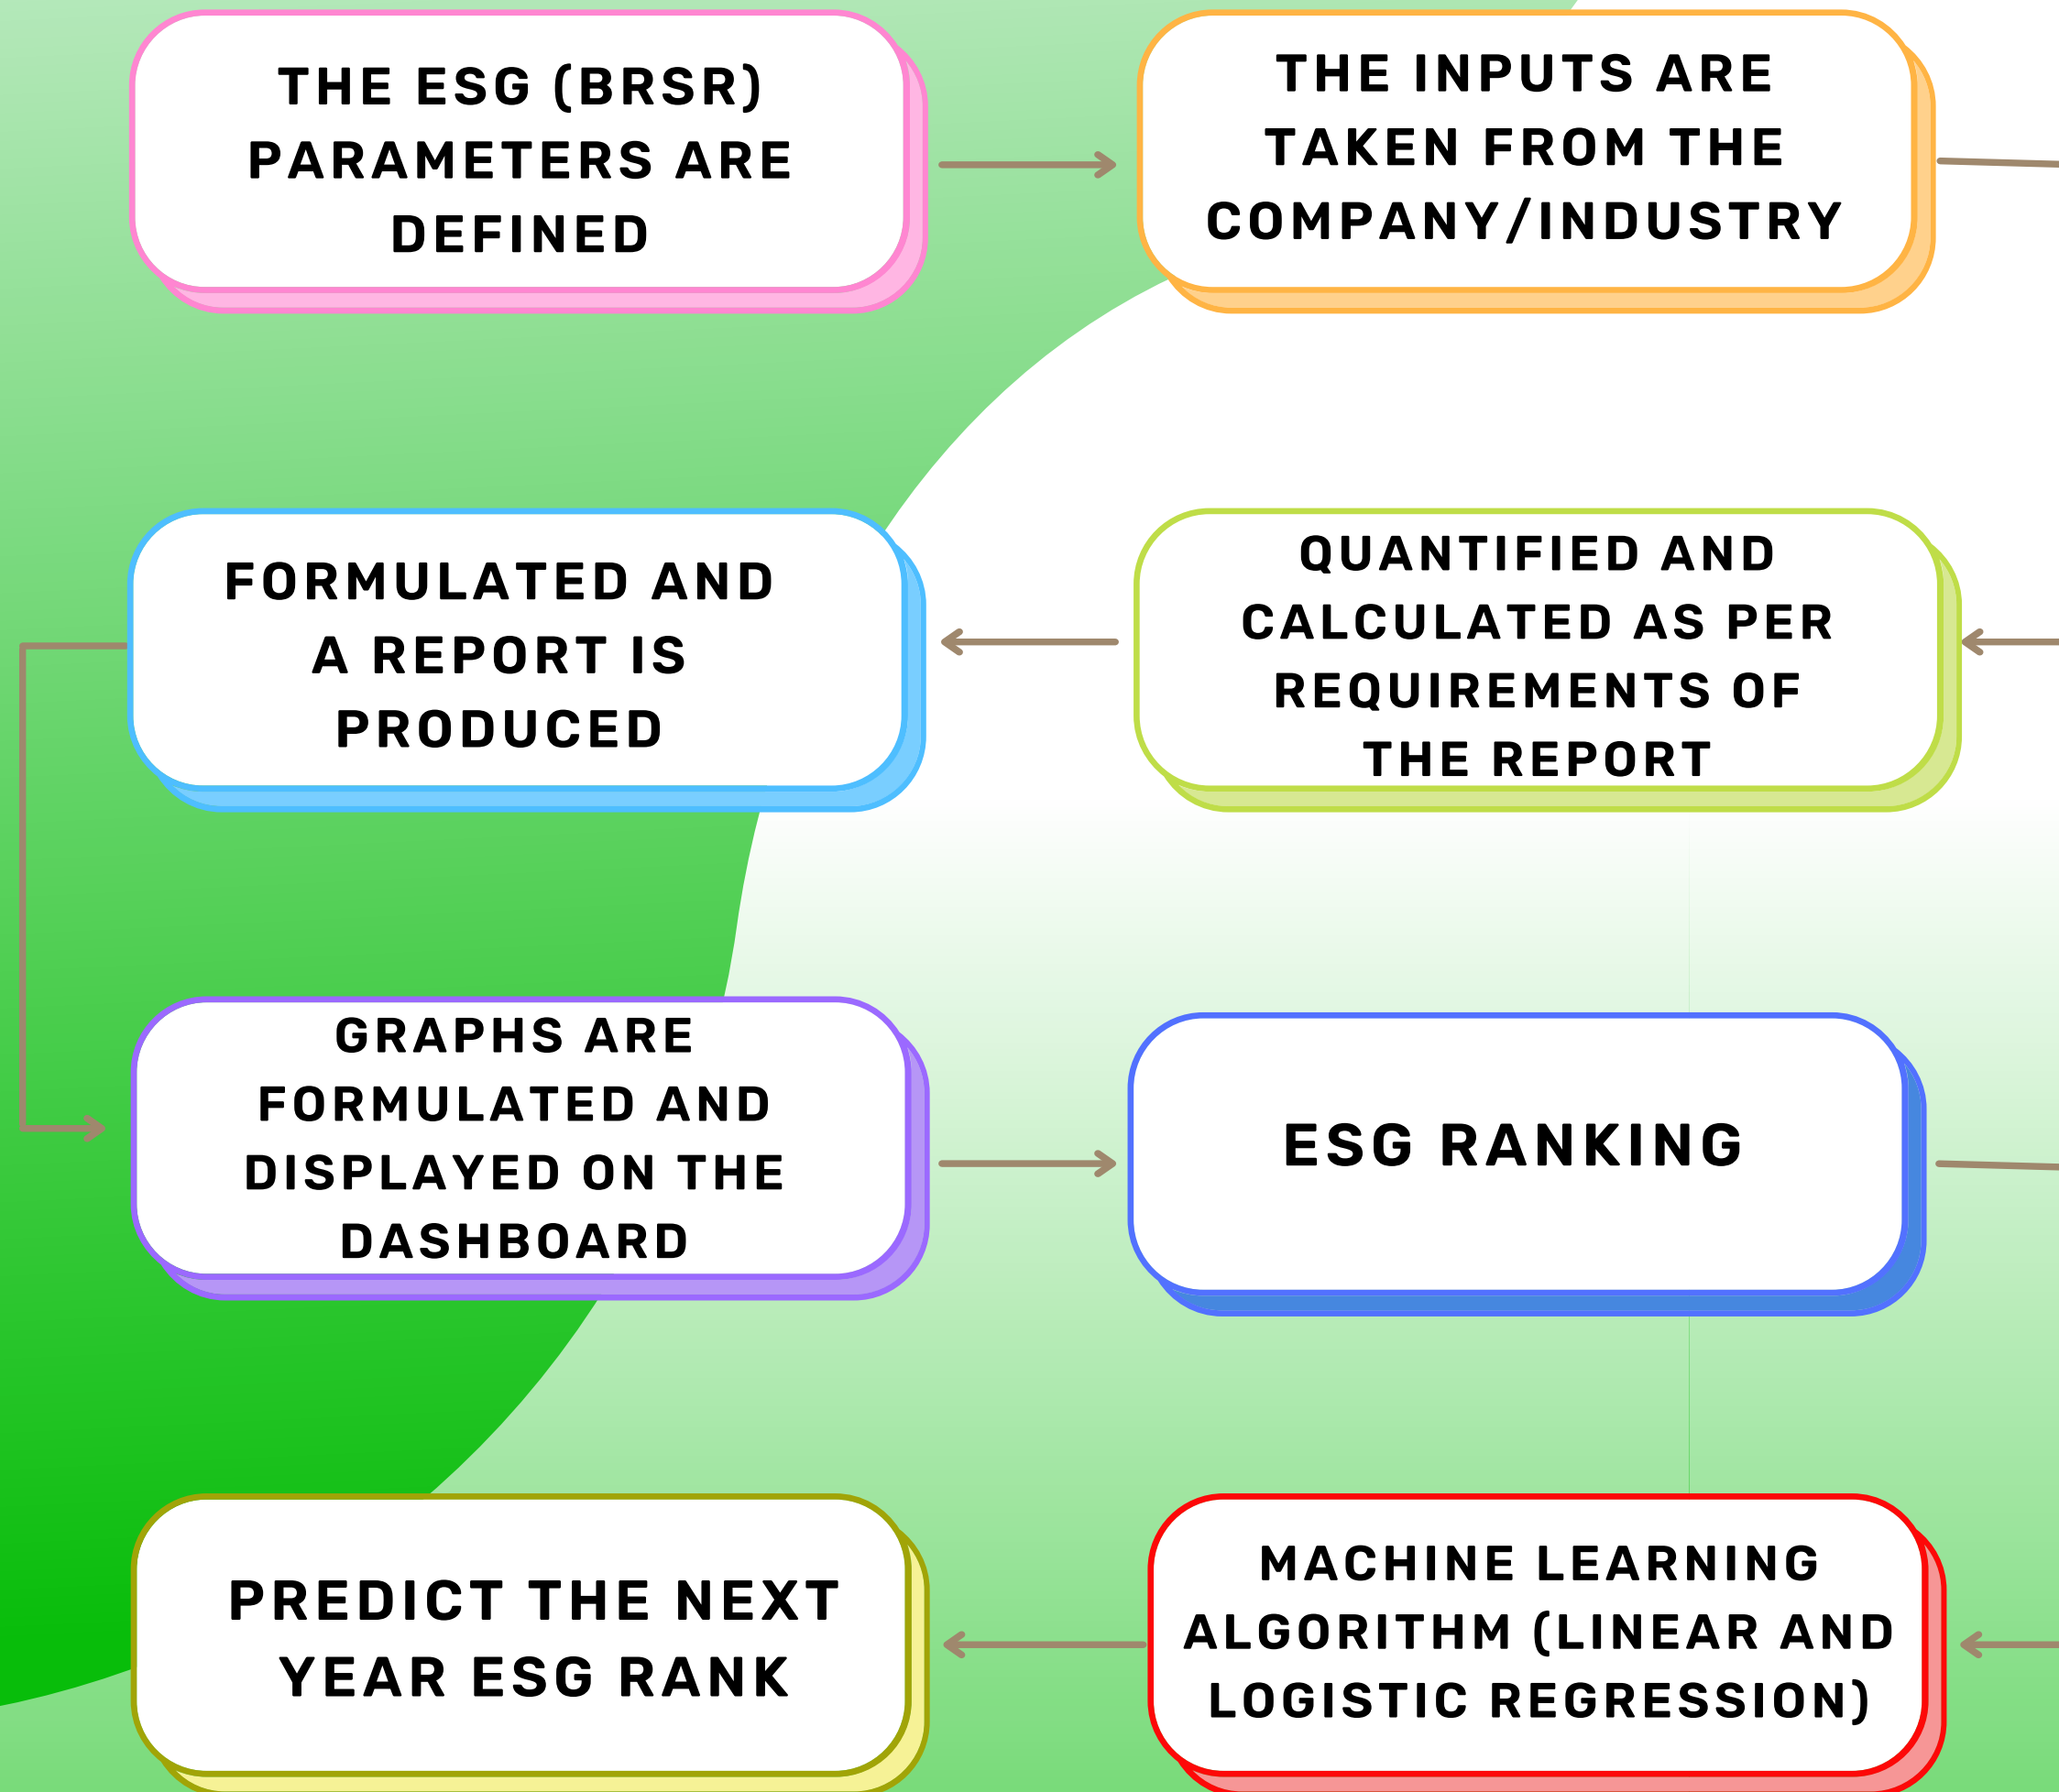 THE ESG (BRSR)
PARAMETERS ARE
DEFINED
THE INPUTS ARE
TAKEN FROM THE
COMPANY/INDUSTRY
QUANTIFIED AND
CALCULATED AS PER
REQUIREMENTS OF
THE REPORT
FORMULATED AND
A REPORT IS
PRODUCED
GRAPHS ARE
FORMULATED AND
DISPLAYED ON THE
DASHBOARD
ESG RANKING
MACHINE LEARNING
ALGORITHM (LINEAR AND
LOGISTIC REGRESSION)
PREDICT THE NEXT
YEAR ESG RANK